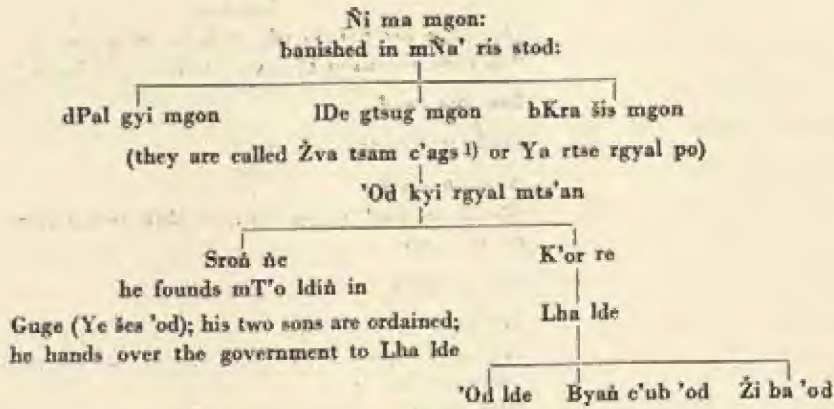 Ñi ma mgon:
banished in mṄa' ris stod:
dPal gyi mgon lDe gtsug mgon bKra šis mgon
(they are called Žva tsam c'ags 1) or Ya rtse rgyal po)
'Od kyi rgyal mts'an
Sroṅ ṅe K'or re
he founds mT'o ldiṅ in
Guge (Ye šes 'od); his two sons are ordained; Lha lde
he hands over the government to Lha lde
'Od lde Byaṅ c'ub 'od Ži ba 'od